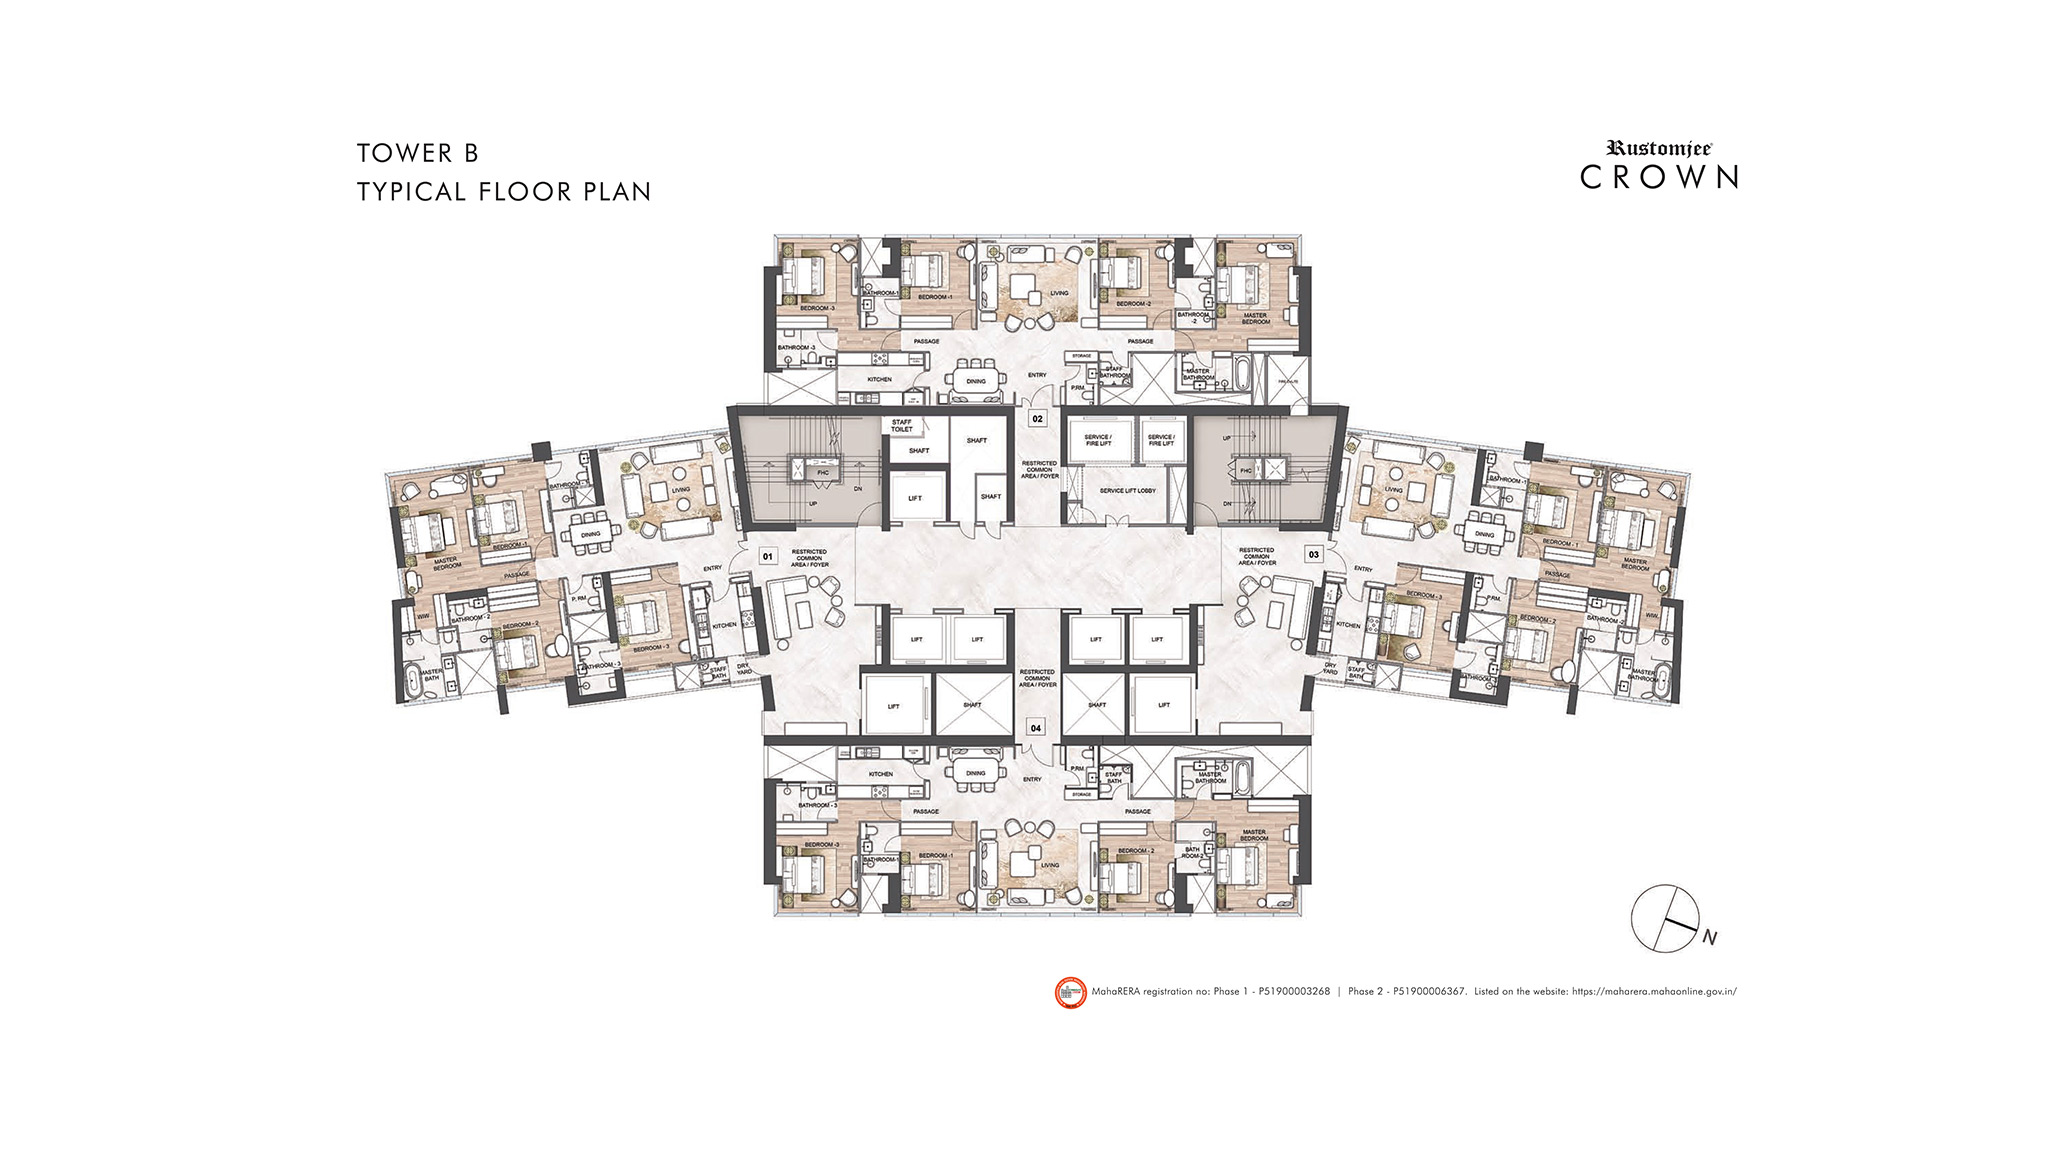 TOWER B
TYPICAL FLOOR PLAN
Rustomjee
CROWN
BEDROOM -3
BATHROOM-1
BEDROOM -1
LIVING
BEDROOM -2
BATHROOM
-2
MASTER
BEDROOM
BATHROOM -3
PASSAGE
PASSAGE
KITCHEN
DINING
ENTRY
STORAGE
P.RM.
STAFF
BATHROOM
MASTER
BATHROOM
02
STAFF
TOILET
SHAFT
SHAFT
SHAFT
LIFT
FHC
UP
DN
RESTRICTED
COMMON
AREA / FOYER
SERVICE /
FIRE LIFT
SERVICE /
FIRE LIFT
SERVICE LIFT LOBBY
UP
FHC
DN
BATHROOM -1
LIVING
DINING
BEDROOM -1
MASTER
BEDROOM
PASSAGE
ENTRY
01
RESTRICTED
COMMON
AREA / FOYER
WIW
BATHROOM - 2
BEDROOM - 2
P. RM.
BEDROOM - 3
KITCHEN
BATHROOM - 3
MASTER
BATH
STAFF
BATH
DRY
YARD
RESTRICTED
COMMON
AREA / FOYER
03
LIVING
BATHROOM -1
DINING
BEDROOM - 1
MASTER
BEDROOM
ENTRY
PASSAGE
KITCHEN
BEDROOM - 3
P.RM.
BEDROOM - 2
BATHROOM -2
WIW
DRY
YARD
STAFF
BATH
BATHROOM - 3
MASTER
BATHROOM
LIFT
LIFT
LIFT
LIFT
RESTRICTED
COMMON
AREA / FOYER
LIFT
SHAFT
SHAFT
LIFT
04
KITCHEN
DINING
ENTRY
P.RM.
STORAGE
STAFF
BATH
MASTER
BATHROOM
BATHROOM - 3
PASSAGE
PASSAGE
BEDROOM -3
BATHROOM-1
BEDROOM -1
LIVING
BEDROOM - 2
BATH
ROOM-2
MASTER
BEDROOM
N
MahaRERA registration no: Phase 1 - P51900003268 | Phase 2 - P51900006367. Listed on the website: https://maharera.mahaonline.gov.in/